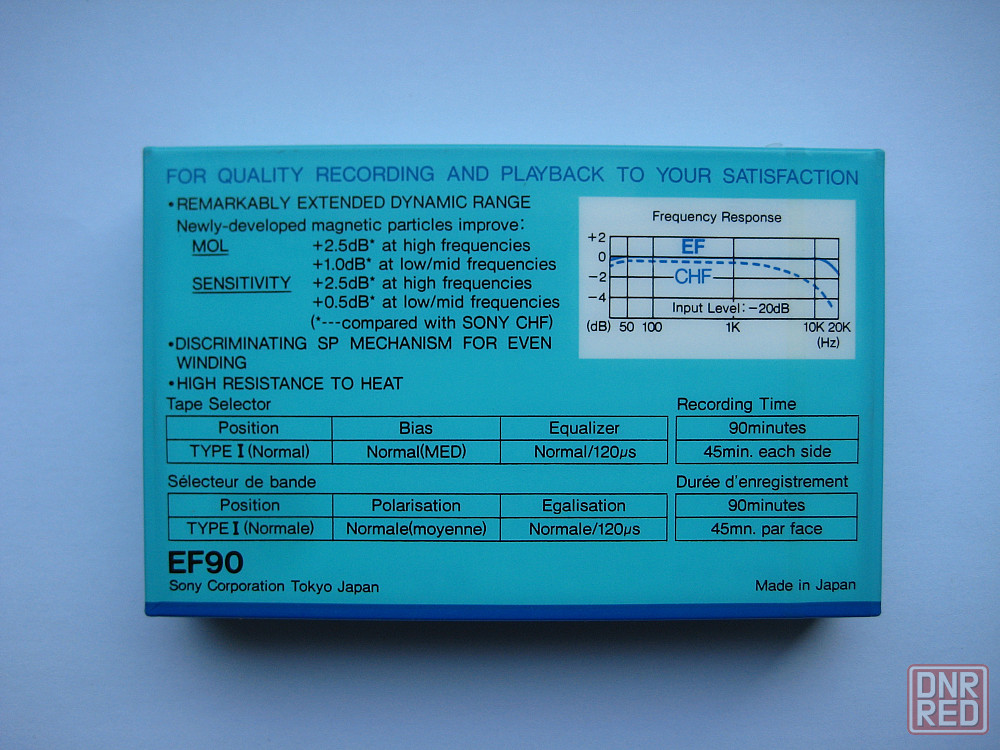 FOR QUALITY RECORDING AND PLAYBACK TO YOUR SATISFACTION
•REMARKABLY EXTENDED DYNAMIC RANGE
Newly-developed magnetic particles improve:
MOL +2.5dB* at high frequencies
+1.0dB* at low/mid frequencies
SENSITIVITY +2.5dB* at high frequencies
+0.5dB* at low/mid frequencies
(*---compared with SONY CHF)
•DISCRIMINATING SP MECHANISM FOR EVEN
WINDING
•HIGH RESISTANCE TO HEAT
Frequency Response
+2
EF
0
CHF
-2
-4
Input Level: -20dB
(dB) 50 100 1K 10K 20K
(Hz)
Tape Selector
Position Bias Equalizer
TYPE I (Normal) Normal(MED) Normal/120µs
Recording Time
90minutes
45min. each side
Sélecteur de bande
Position Polarisation Egalisation
TYPE I (Normale) Normale(moyenne) Normale/120µs
Durée d'enregistrement
90minutes
45mn. par face
EF90
Sony Corporation Tokyo Japan
Made in Japan
DNR
RED